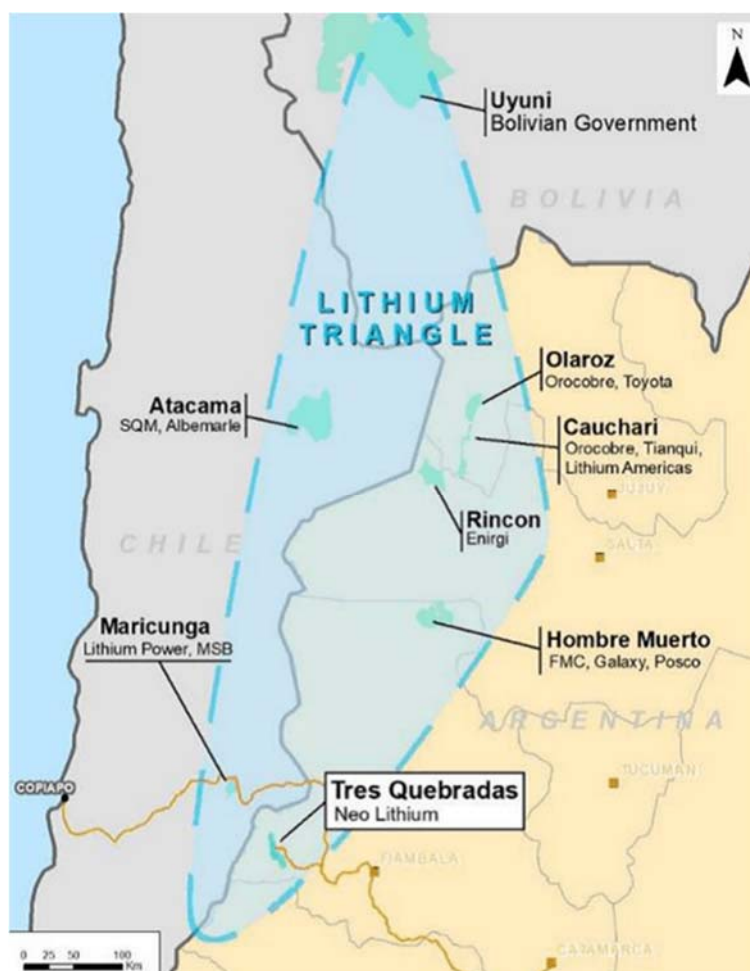 N
Uyuni
Bolivian Government
BOLIVIA
LITHIUM
TRIANGLE
Olaroz
Orocobre, Toyota
Atacama
SQM, Albemarle
Cauchari
Orocobre, Tianqui,
Lithium Americas
JUJUY
Rincon
Enirgi
CHILE
SALTA
Maricunga
Lithium Power, MSB
Hombre Muerto
FMC, Galaxy, Posco
ARGENTINA
COPIAPO
Tres Quebradas
Neo Lithium
TUCUMAN
FIAMBALA
CATAMARCA
0 25 50 100
Km